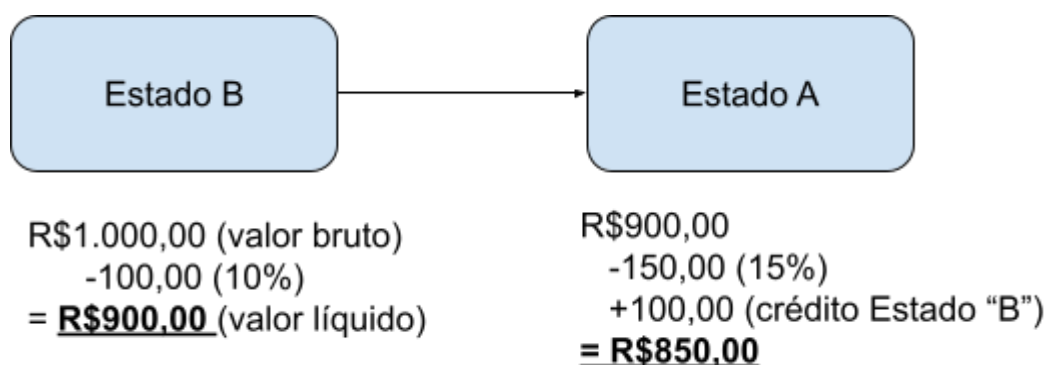 Estado B
Estado A
R$1.000,00 (valor bruto)
-100,00 (10%)
= R$900,00 (valor líquido)
R$900,00
-150,00 (15%)
+100,00 (crédito Estado “B”)
= R$850,00